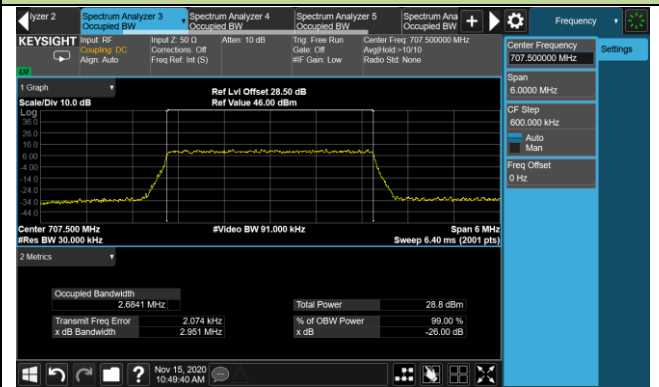 lyzer 2
Spectrum Analyzer 3
Occupied BW
Spectrum Analyzer 4
Occupied BW
Spectrum Analyzer 5
Occupied BW
Spectrum Ana
Occupied BW
+
Frequency
KEYSIGHT
Input: RF
Coupling: DC
Align: Auto
Input Z: 50 Ω
Corrections: Off
Freq Ref: Int (S)
Atten: 10 dB
Trig: Free Run
Gate: Off
#IF Gain: Low
Center Freq: 707.500000 MHz
Avg|Hold:>10/10
Radio Std: None
Center Frequency
707.500000 MHz
Settings
Span
6.0000 MHz
CF Step
600.000 kHz
Auto
Man
Freq Offset
0 Hz
1 Graph
Scale/Div 10.0 dB
Ref Lvl Offset 28.50 dB
Ref Value 46.00 dBm
Log
36.0
26.0
16.0
6.00
-4.00
-14.0
-24.0
-34.0
-44.0
Center 707.500 MHz
#Res BW 30.000 kHz
#Video BW 91.000 kHz
Span 6 MHz
Sweep 6.40 ms (2001 pts)
2 Metrics
Occupied Bandwidth
2.6841 MHz
Total Power
28.8 dBm
Transmit Freq Error
2.074 kHz
% of OBW Power
99.00 %
x dB Bandwidth
2.951 MHz
x dB
-26.00 dB
?
Nov 15, 2020
10:49:40 AM